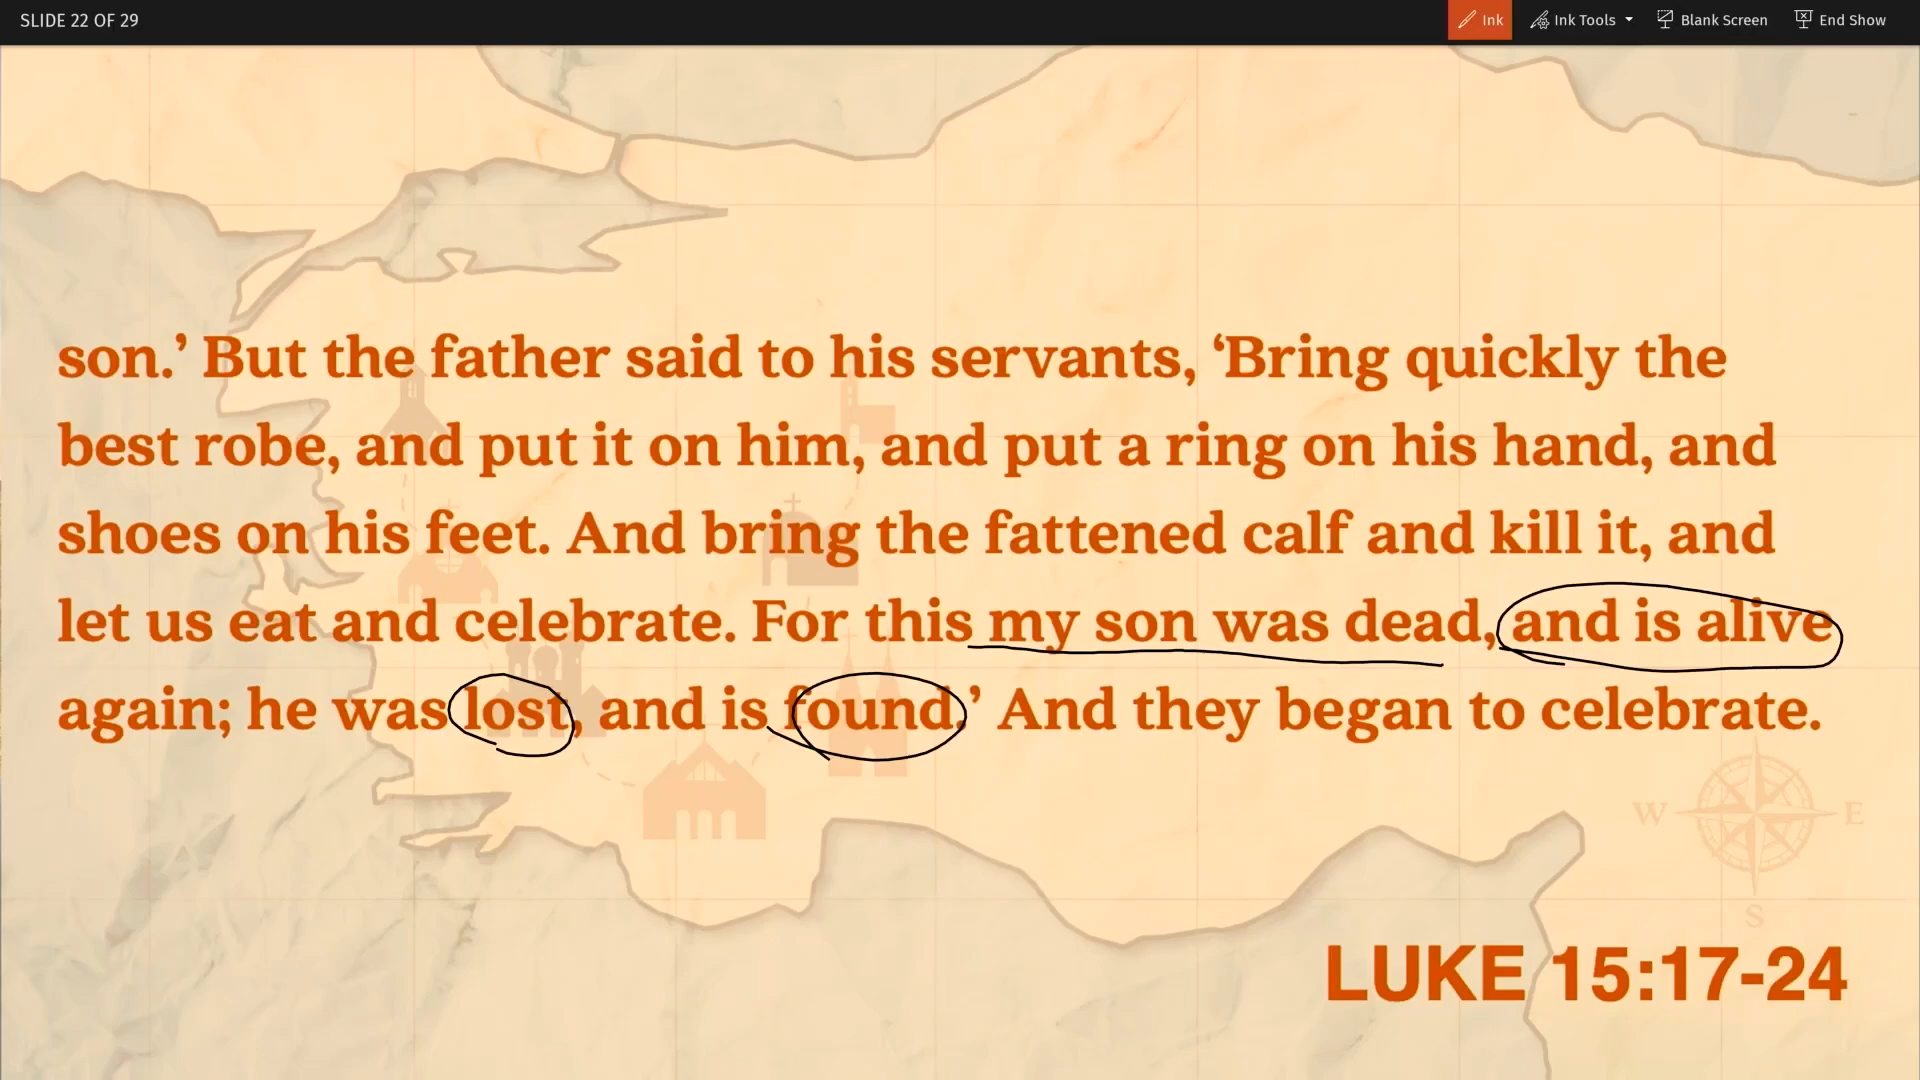 SLIDE 22 OF 29
Ink
Ink Tools
Blank Screen
End Show
son.’ But the father said to his servants, ‘Bring quickly the
best robe, and put it on him, and put a ring on his hand, and
shoes on his feet. And bring the fattened calf and kill it, and
let us eat and celebrate. For this my son was dead, and is alive
again; he was lost, and is found.’ And they began to celebrate.
W E
S
LUKE 15:17-24